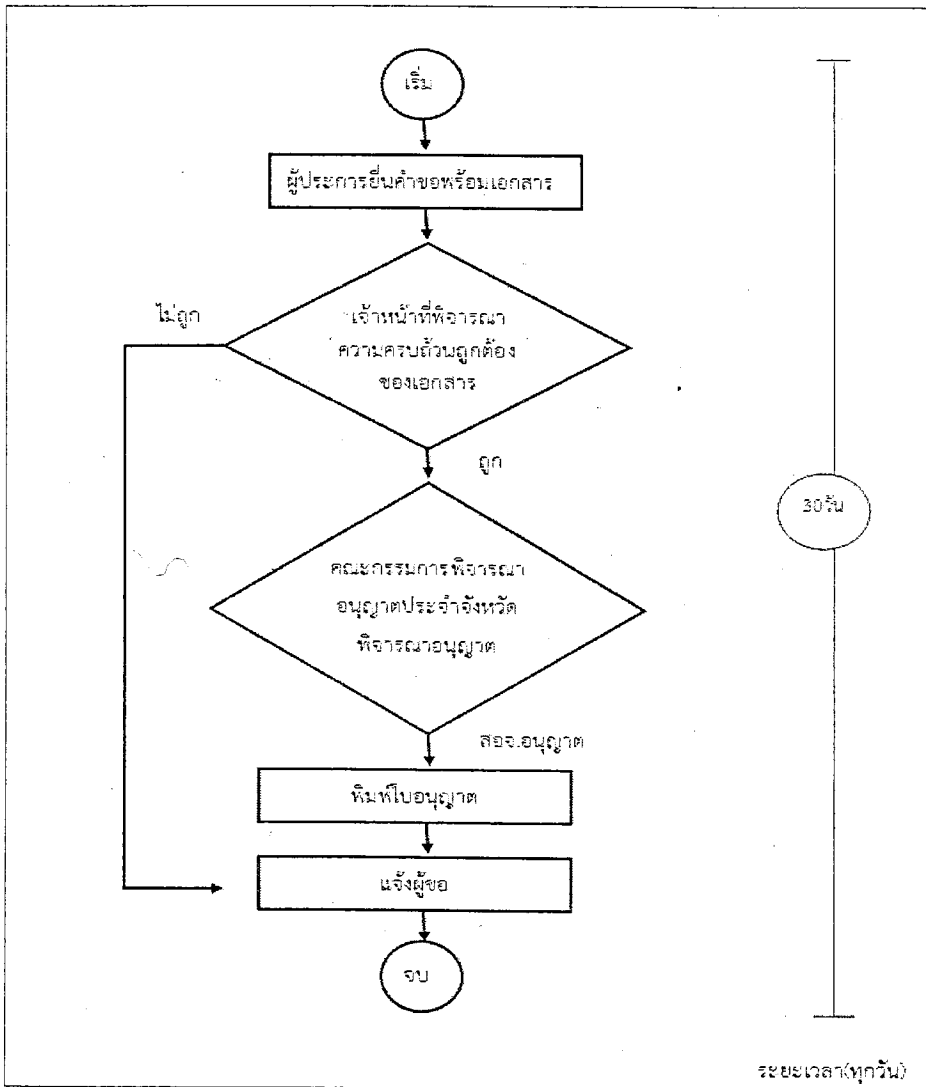 เริ่ม
ผู้ประการยื่นคำขอพร้อมเอกสาร
ไม่ถูก
เจ้าหน้าที่พิจารณา
ความครบถ้วนถูกต้อง
ของเอกสาร
ถูก
30วัน
คณะกรรมการพิจารณา
อนุญาตประจำจังหวัด
พิจารณาอนุญาต
สอจ.อนุญาต
พิมพ์ใบอนุญาต
แจ้งผู้ขอ
จบ
ระยะเวลา(ทุกวัน)